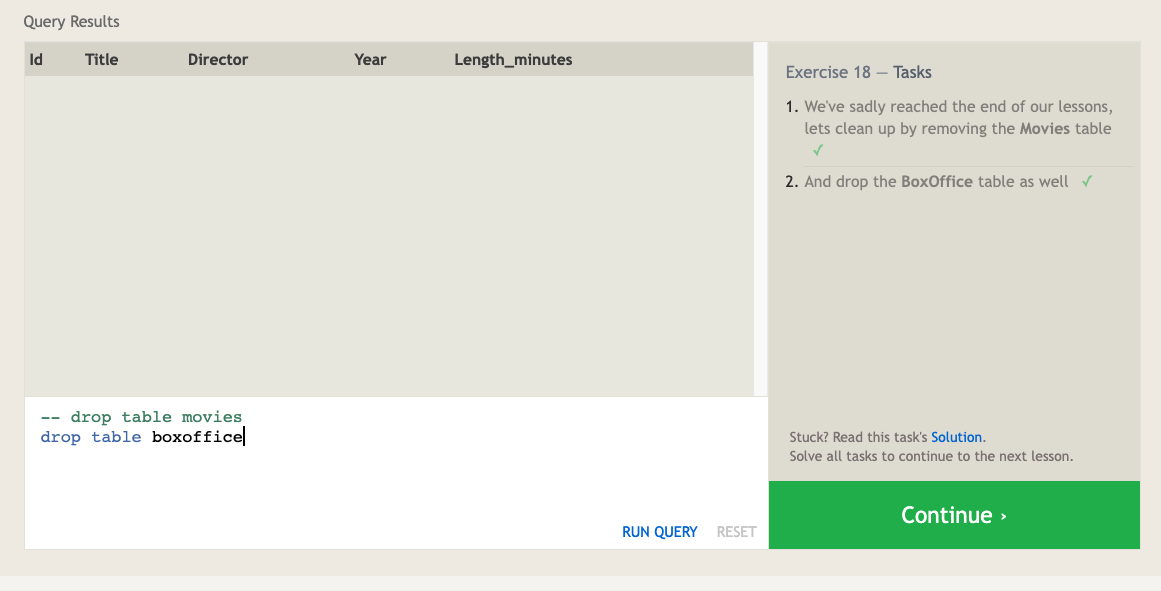 Query Results
Id Title Director Year Length_minutes
Exercise 18 — Tasks
1. We've sadly reached the end of our lessons,
lets clean up by removing the Movies table
✓
2. And drop the BoxOffice table as well ✓
-- drop table movies
drop table boxoffice
RUN QUERY RESET
Stuck? Read this task's Solution.
Solve all tasks to continue to the next lesson.
Continue ›